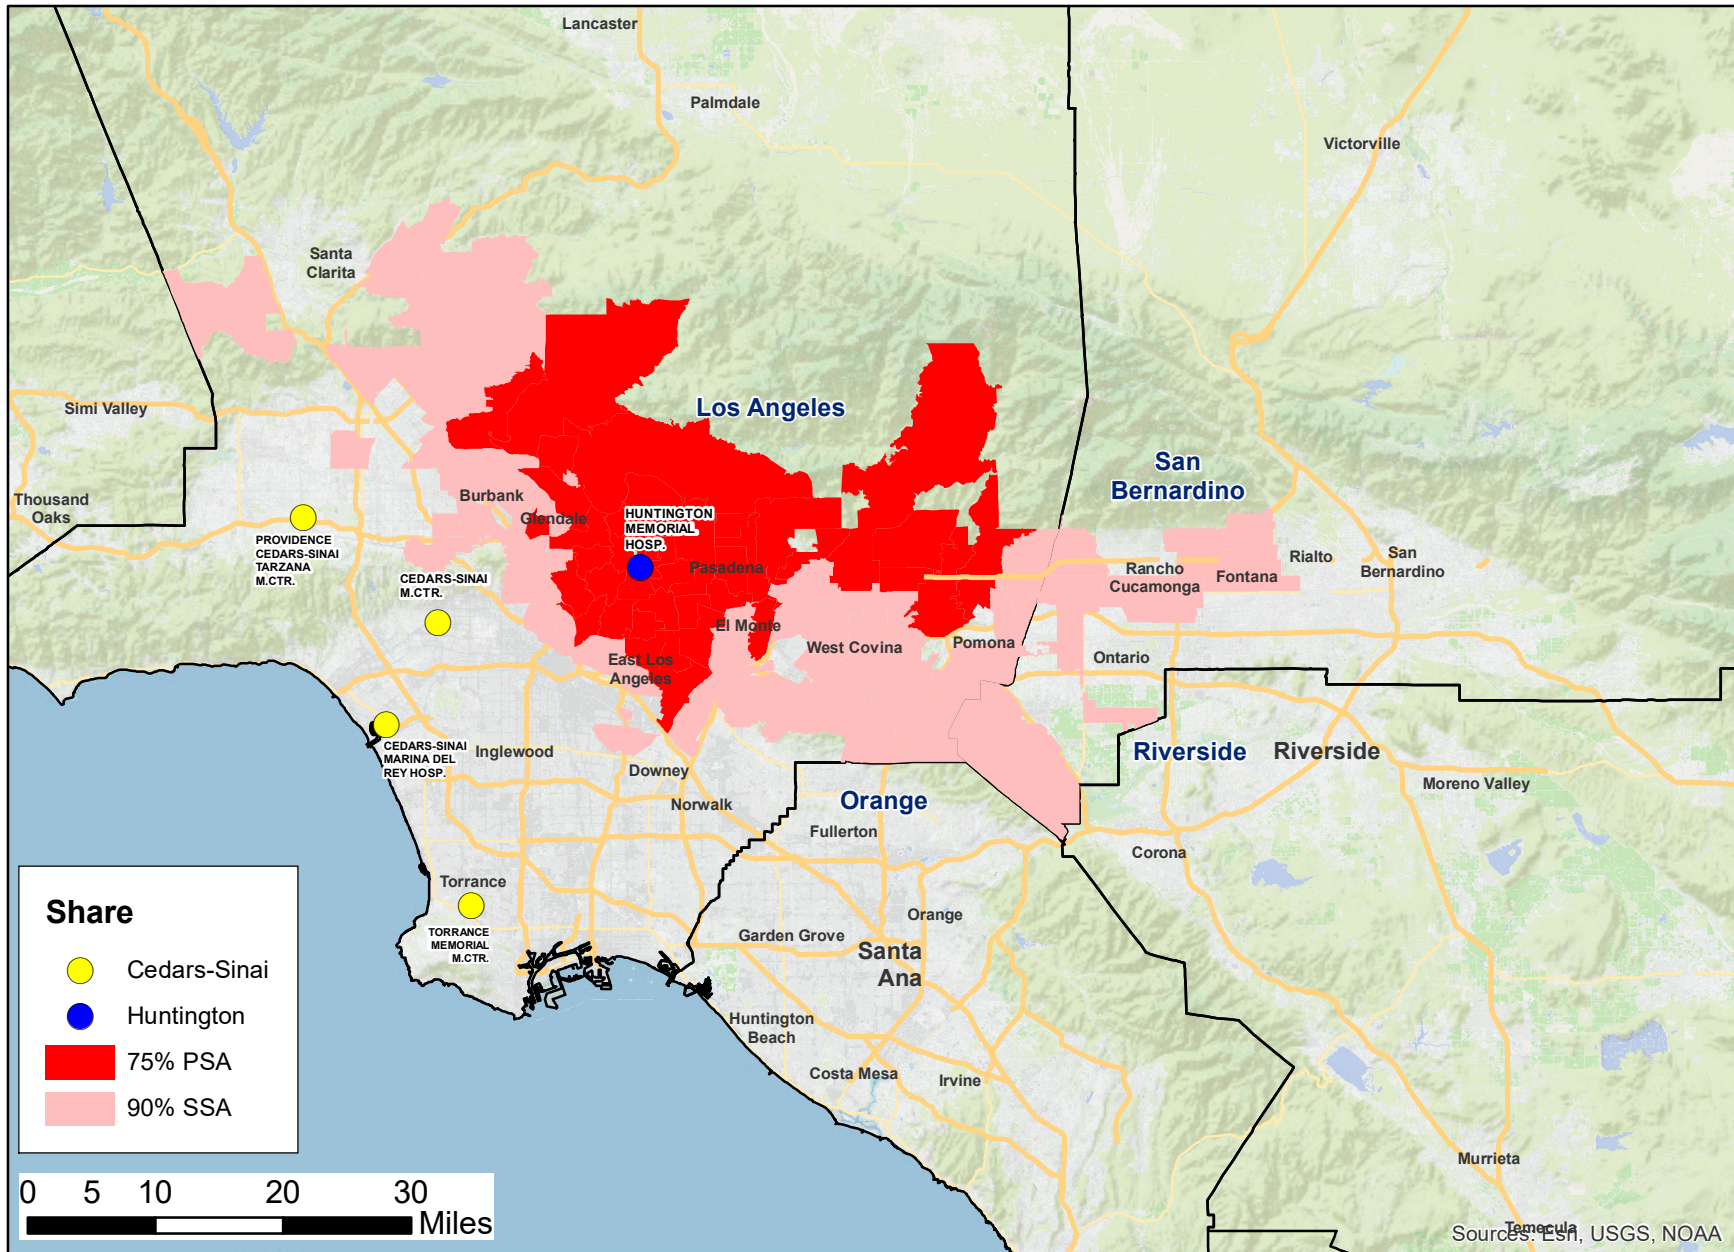 Lancaster
Palmdale
Victorville
Santa
Clarita
Los Angeles
Simi Valley
San
Bernardino
Thousand
Oaks
Burbank
Glendale
HUNTINGTON
MEMORIAL
HOSP.
PROVIDENCE
CEDARS-SINAI
TARZANA
M.CTR.
CEDARS-SINAI
M.CTR.
Pasadena
Rancho
Cucamonga
Fontana
Rialto
San
Bernardino
El Monte
West Covina
Pomona
Ontario
East Los
Angeles
CEDARS-SINAI
MARINA DEL
REY HOSP.
Inglewood
Downey
Norwalk
Riverside
Riverside
Moreno Valley
Orange
Fullerton
Corona
Torrance
TORRANCE
MEMORIAL
M.CTR.
Orange
Garden Grove
Santa
Ana
Huntington
Beach
Costa Mesa
Irvine
Murrieta
Temecula
Share
Cedars-Sinai
Huntington
75% PSA
90% SSA
0 5 10 20 30
Miles
Sources: Esri, USGS, NOAA